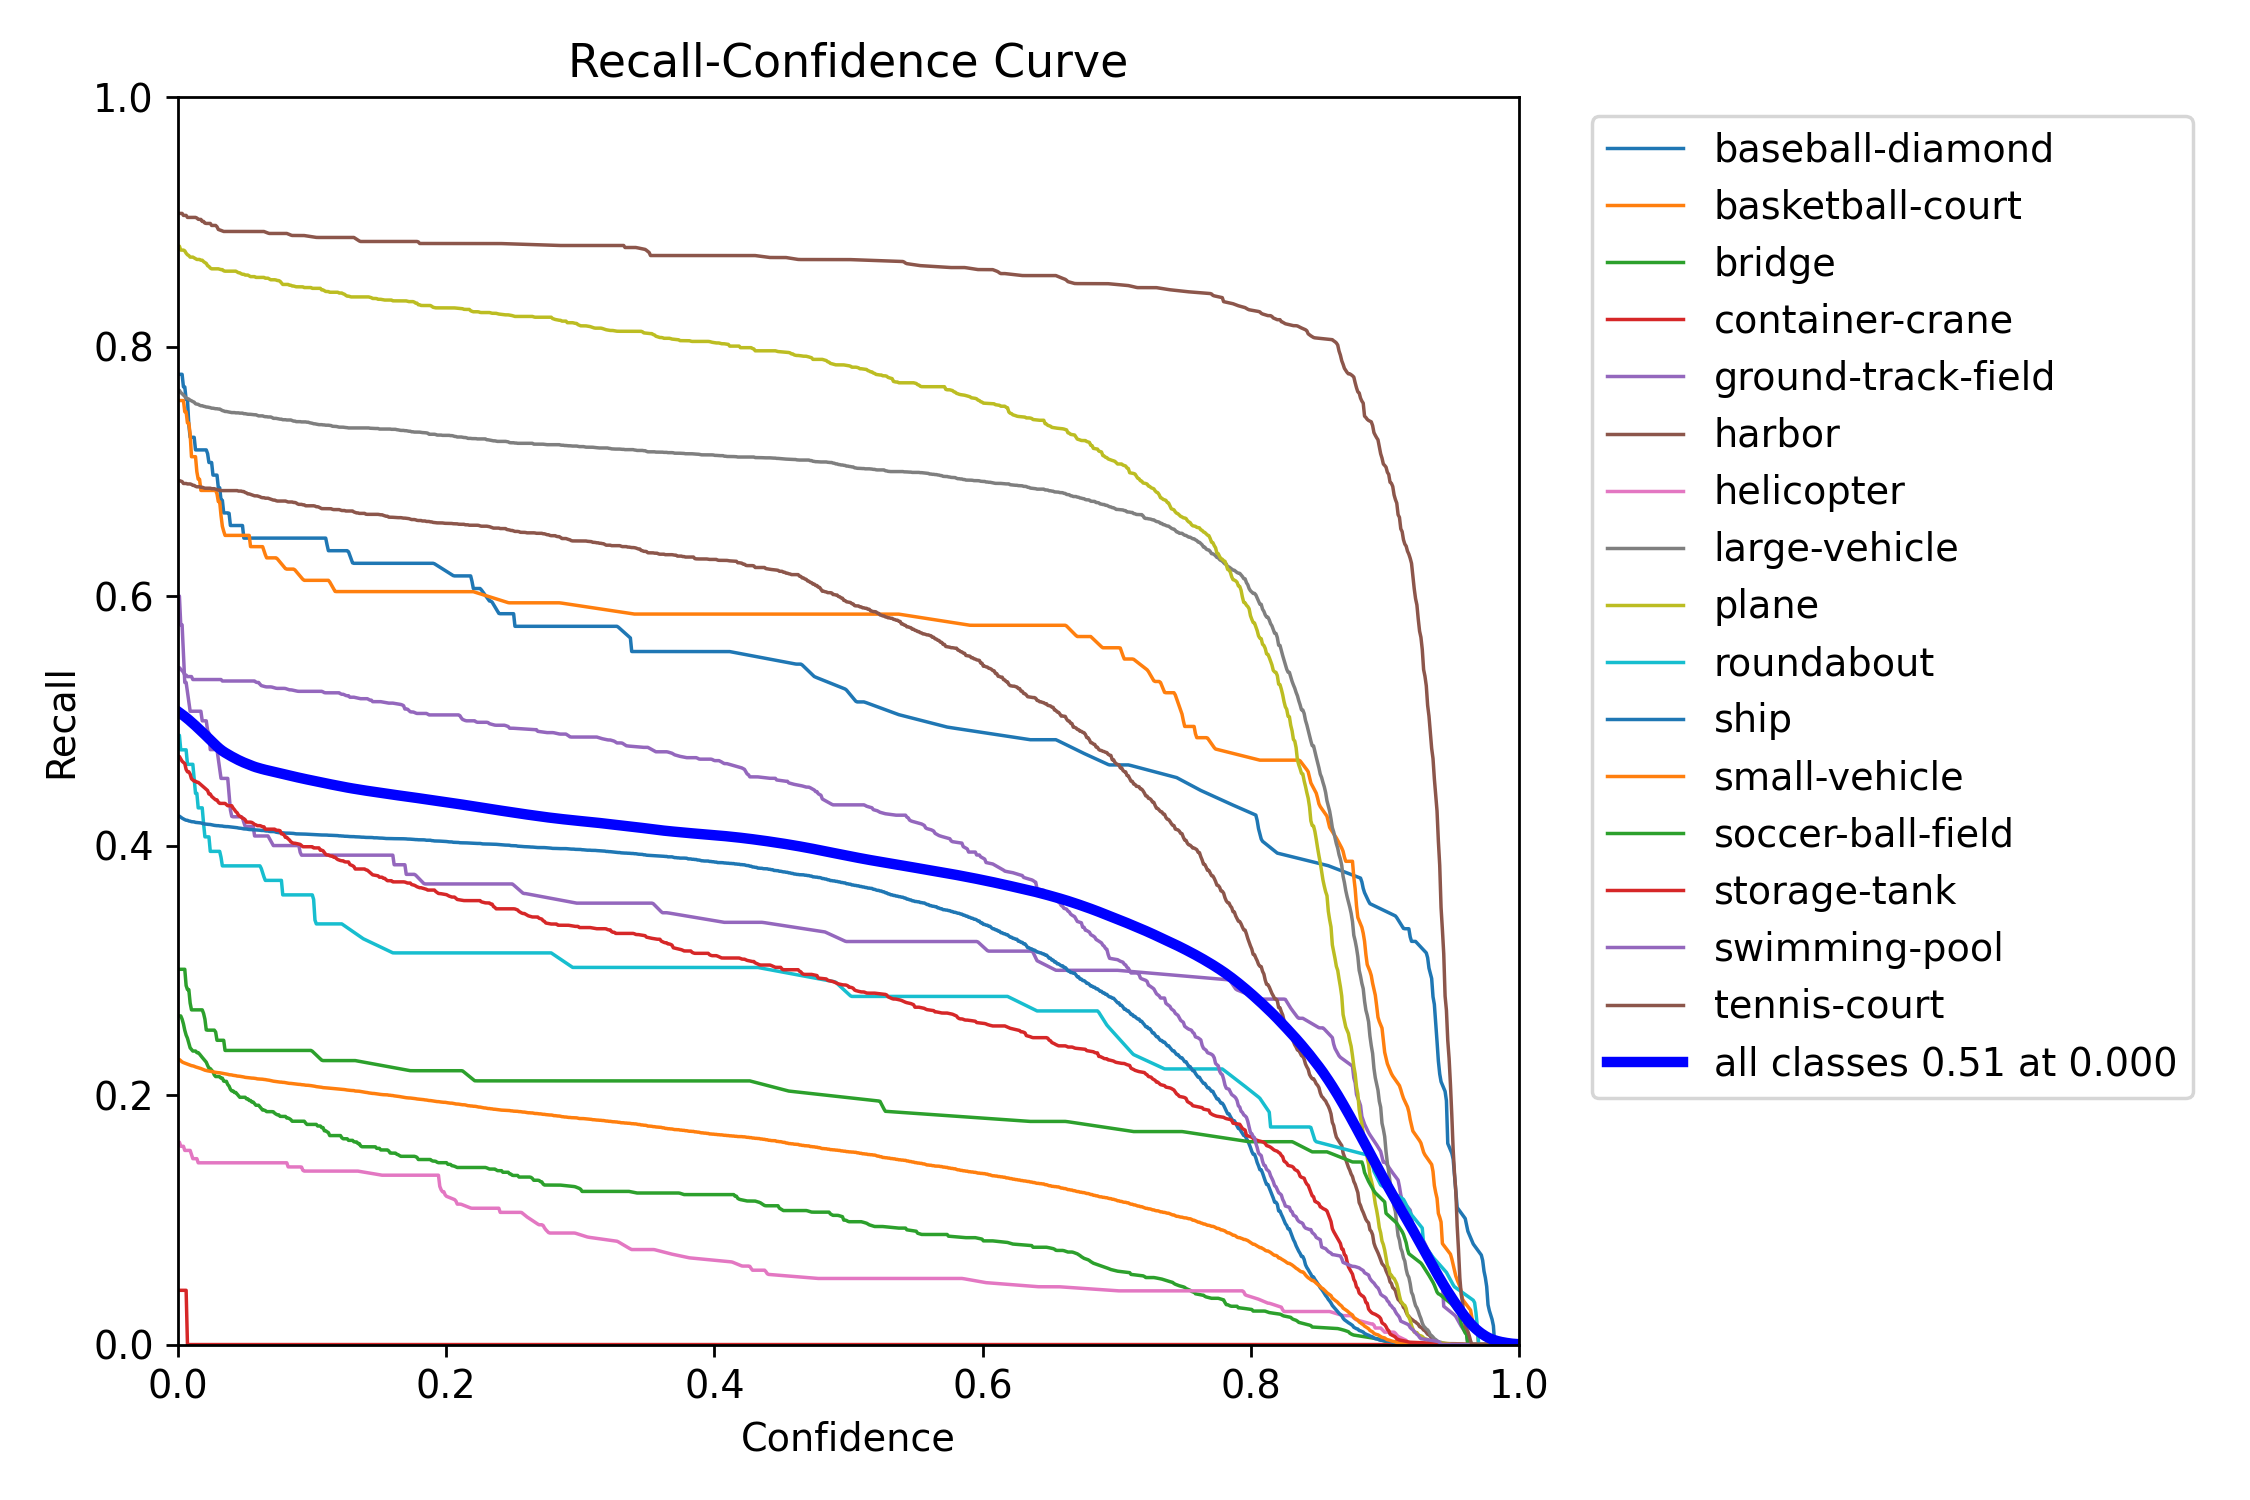 Recall-Confidence Curve
1.0
0.8
0.6
0.4
0.2
0.0
Recall
0.0 0.2 0.4 0.6 0.8 1.0
Confidence
baseball-diamond
basketball-court
bridge
container-crane
ground-track-field
harbor
helicopter
large-vehicle
plane
roundabout
ship
small-vehicle
soccer-ball-field
storage-tank
swimming-pool
tennis-court
all classes 0.51 at 0.000